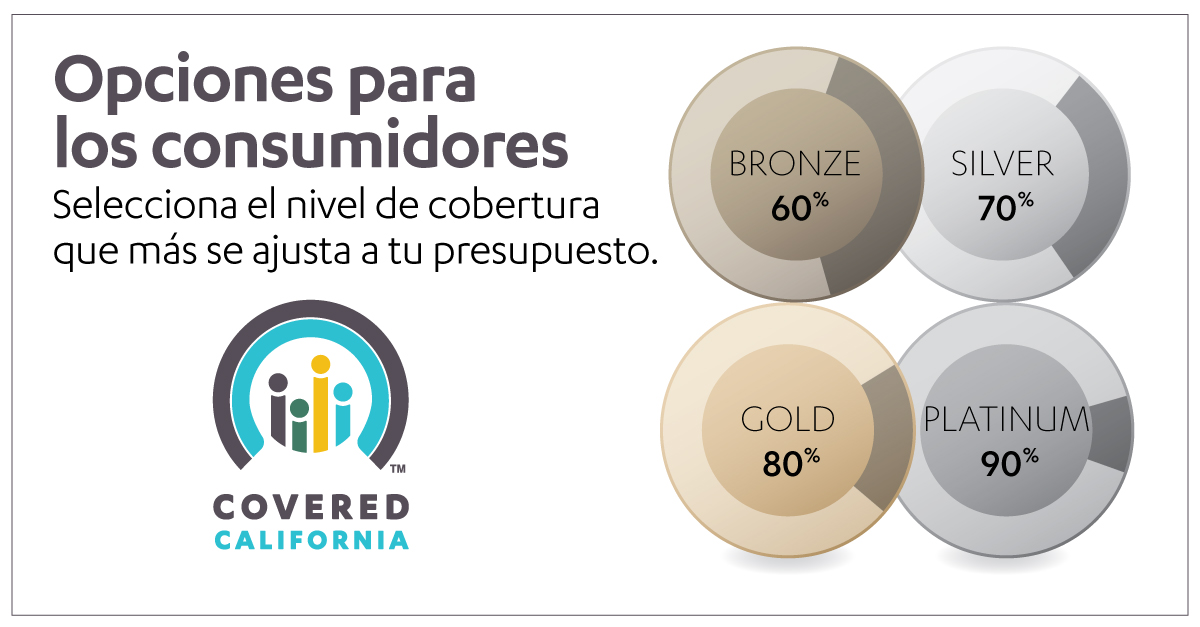 Opciones para
los consumidores
Selecciona el nivel de cobertura
que más se ajusta a tu presupuesto.
TM
COVERED
CALIFORNIA
BRONZE
60%
SILVER
70%
GOLD
80%
PLATINUM
90%